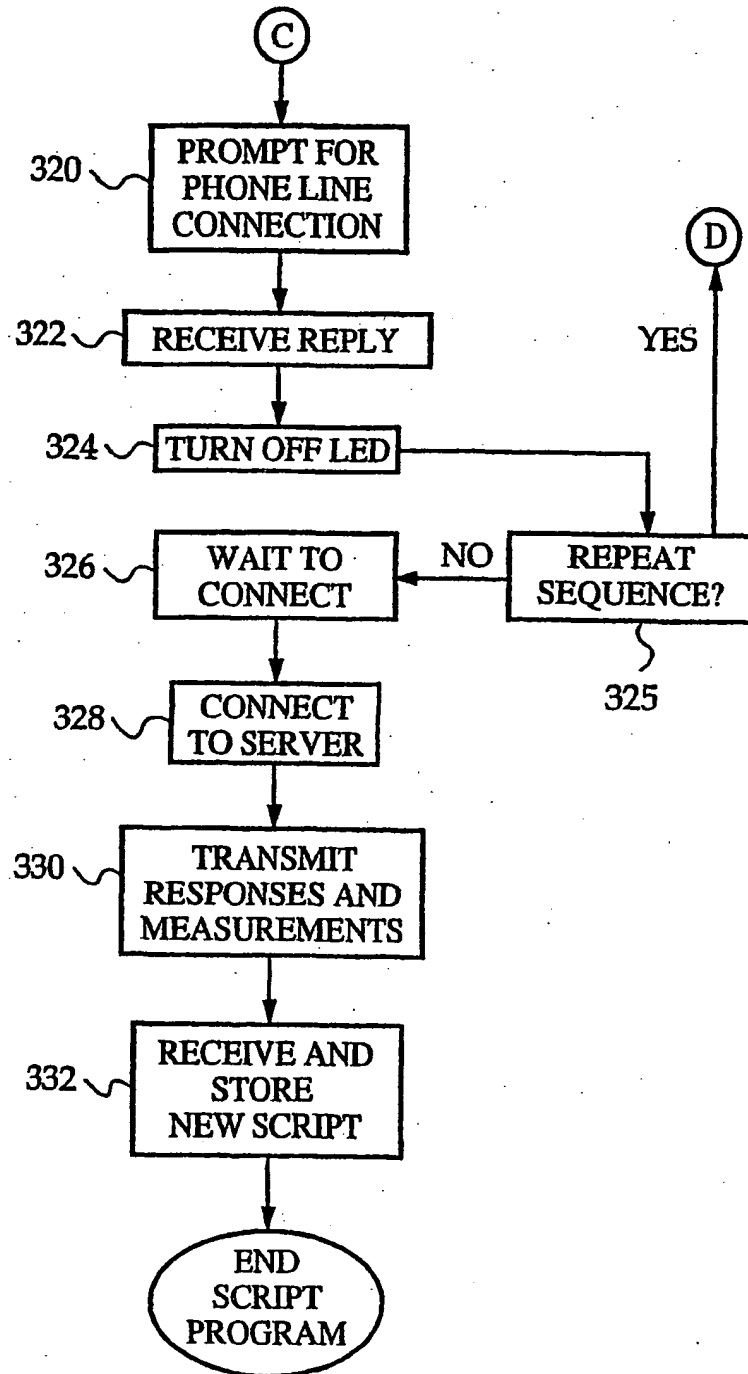 C
320
PROMPT FOR
PHONE LINE
CONNECTION
D
322
RECEIVE REPLY
YES
324
TURN OFF LED
326
WAIT TO
CONNECT
NO
REPEAT
SEQUENCE?
325
328
CONNECT
TO SERVER
330
TRANSMIT
RESPONSES AND
MEASUREMENTS
332
RECEIVE AND
STORE
NEW SCRIPT
END
SCRIPT
PROGRAM